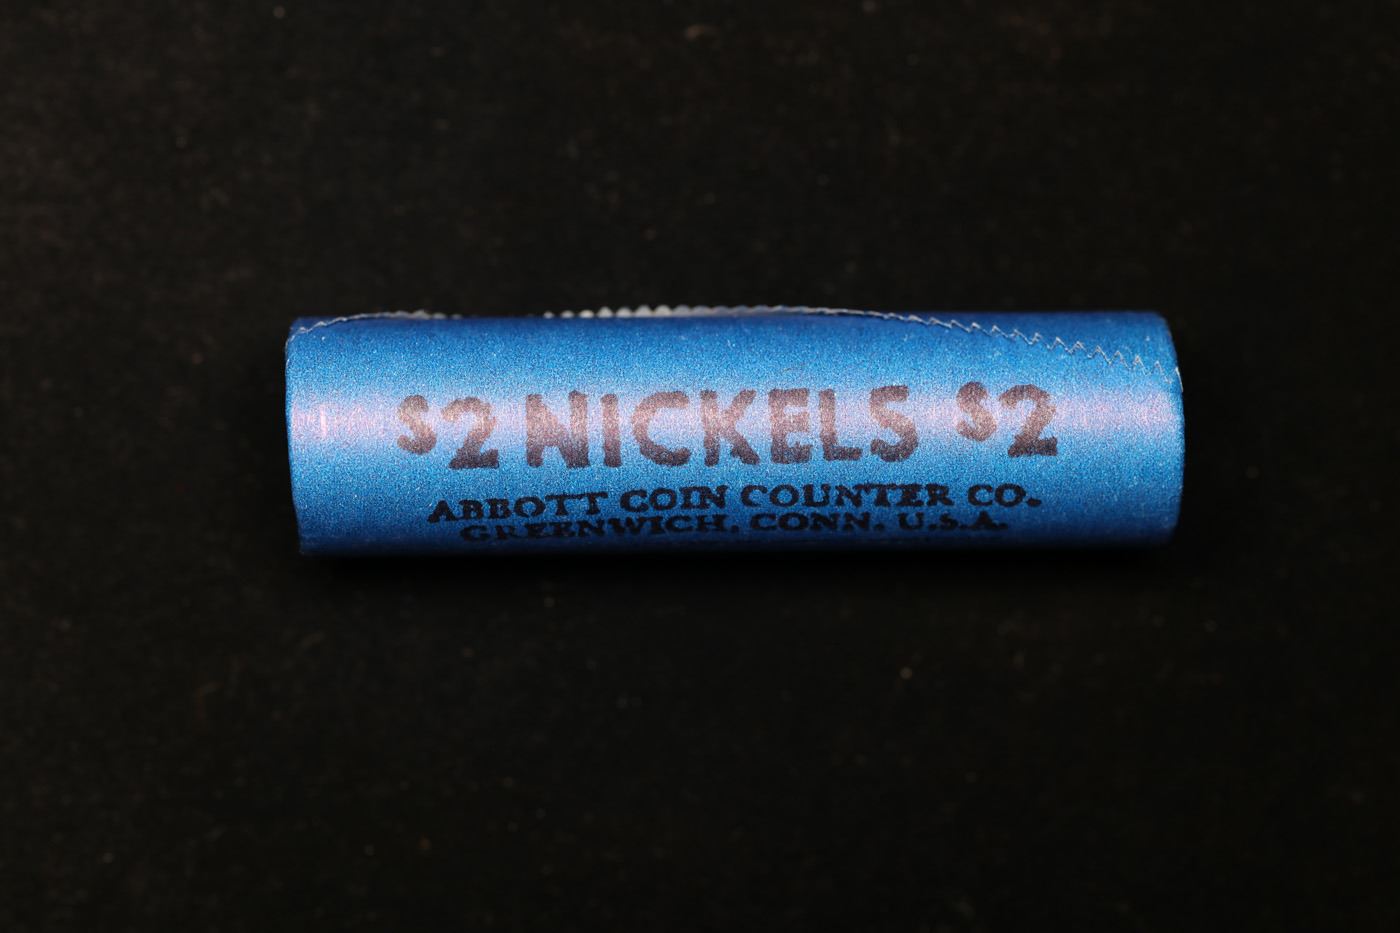 $2 NICKELS $2
ABBOTT COIN COUNTER CO.
GREENWICH, CONN. U.S.A.